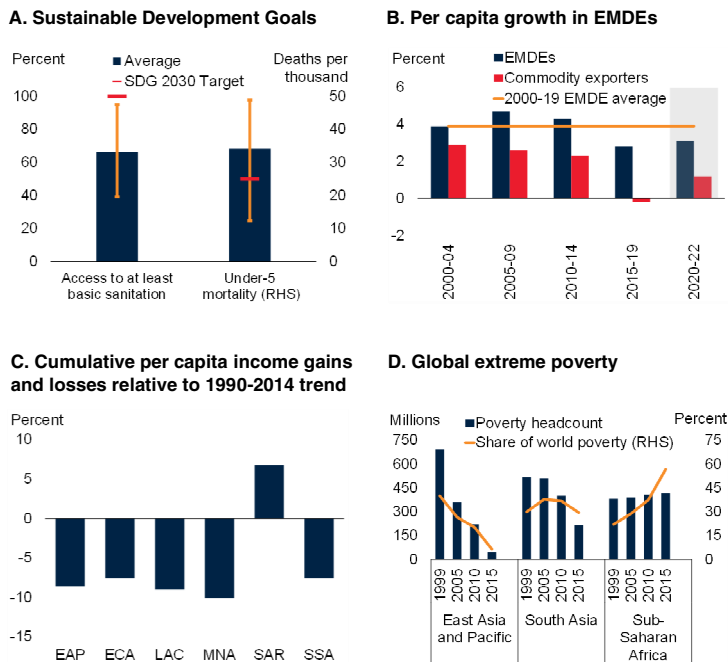 A. Sustainable Development Goals
Percent
Average
SDG 2030 Target
Deaths per
thousand
100
80
60
40
20
0
50
40
30
20
10
0
Access to at least
basic sanitation
Under-5
mortality (RHS)
B. Per capita growth in EMDEs
Percent
EMDEs
Commodity exporters
2000-19 EMDE average
6
4
2
0
-2
2000-04
2005-09
2010-14
2015-19
2020-22
C. Cumulative per capita income gains
and losses relative to 1990-2014 trend
Percent
10
5
0
-5
-10
-15
EAP ECA LAC MNA SAR SSA
D. Global extreme poverty
Millions
Poverty headcount
Share of world poverty (RHS)
Percent
750
600
450
300
150
0
75
60
45
30
15
0
1999 2005 2010 2015 1999 2005 2010 2015 1999 2005 2010 2015
East Asia
and Pacific
South Asia
Sub-
Saharan
Africa